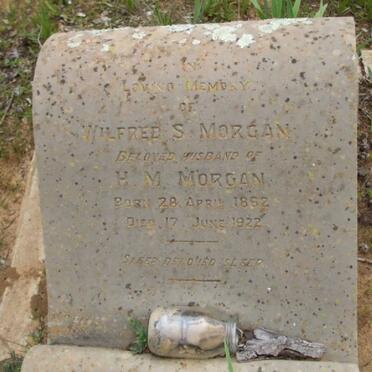 IN
LOVING MEMORY
OF
WILFRED S. MORGAN
BELOVED HUSBAND OF
H. M. MORGAN
BORN 28 APRIL 1862
DIED 17 JUNE 1922
SLEEP BELOVED SLEEP